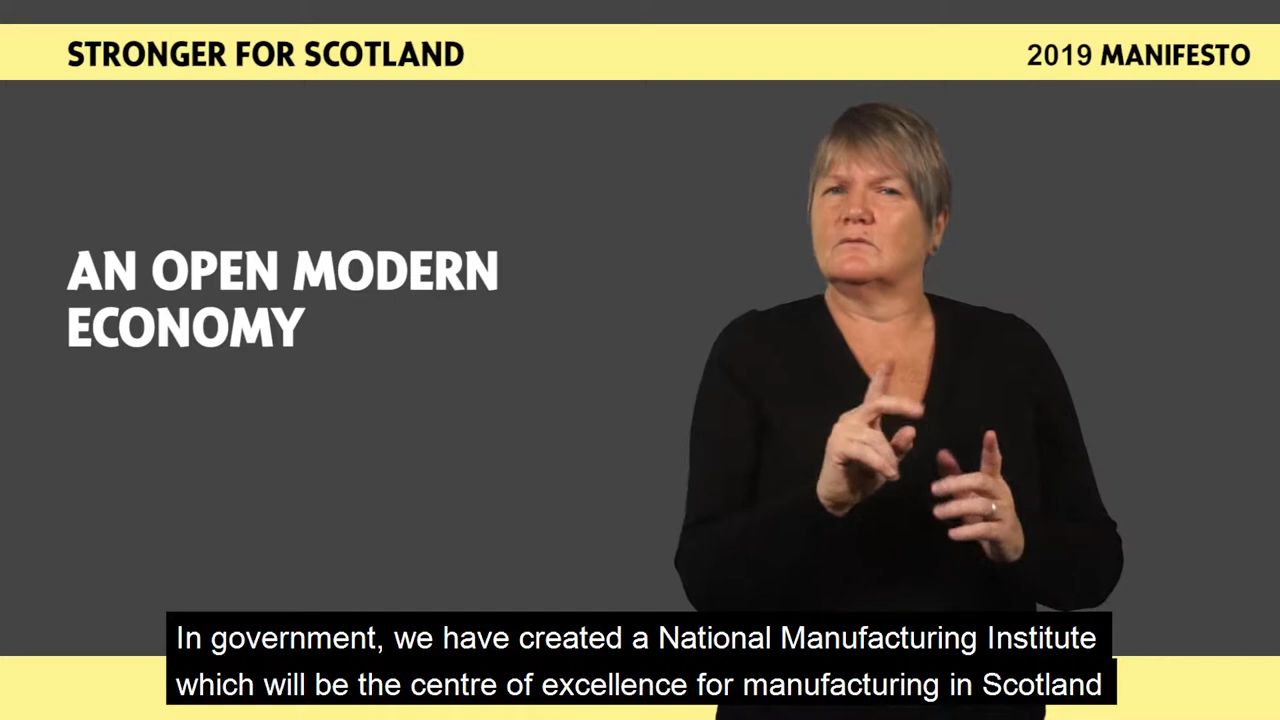 STRONGER FOR SCOTLAND
2019 MANIFESTO
AN OPEN MODERN
ECONOMY
In government, we have created a National Manufacturing Institute
which will be the centre of excellence for manufacturing in Scotland